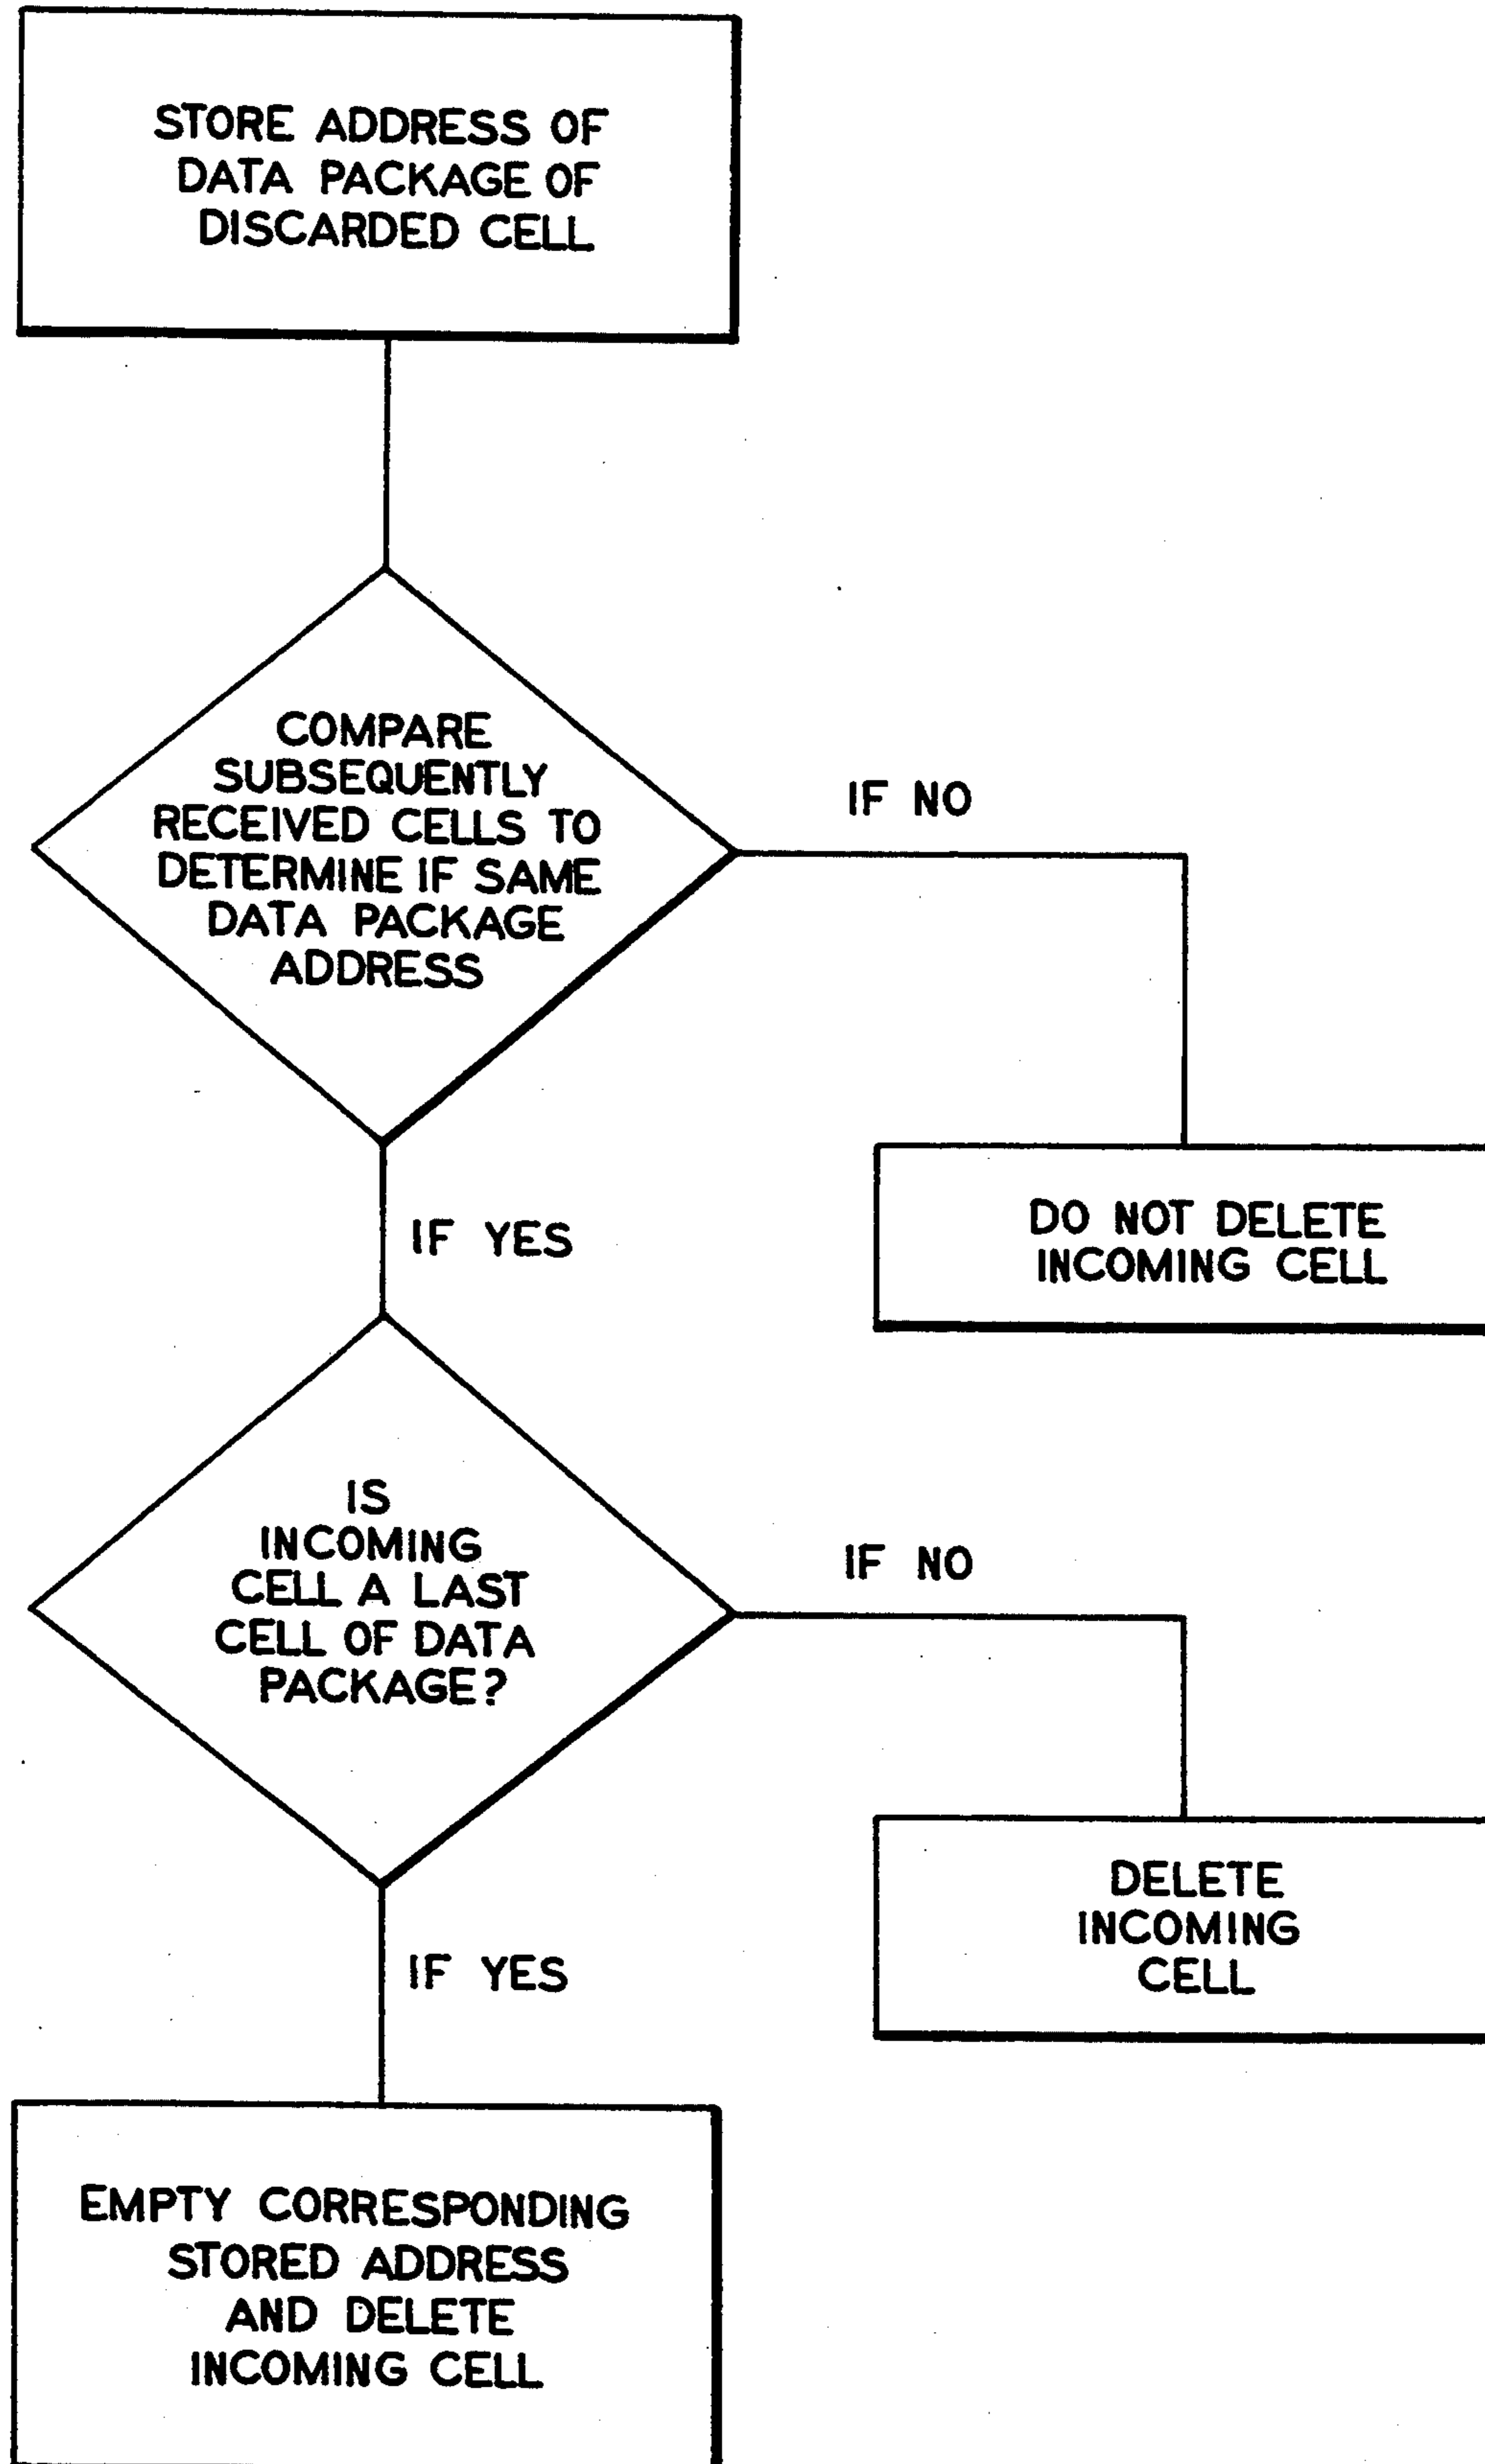 STORE ADDRESS OF
DATA PACKAGE OF
DISCARDED CELL
COMPARE
SUBSEQUENTLY
RECEIVED CELLS TO
DETERMINE IF SAME
DATA PACKAGE
ADDRESS
IF NO
DO NOT DELETE
INCOMING CELL
IF YES
IS
INCOMING
CELL A LAST
CELL OF DATA
PACKAGE?
IF NO
DELETE
INCOMING
CELL
IF YES
EMPTY CORRESPONDING
STORED ADDRESS
AND DELETE
INCOMING CELL